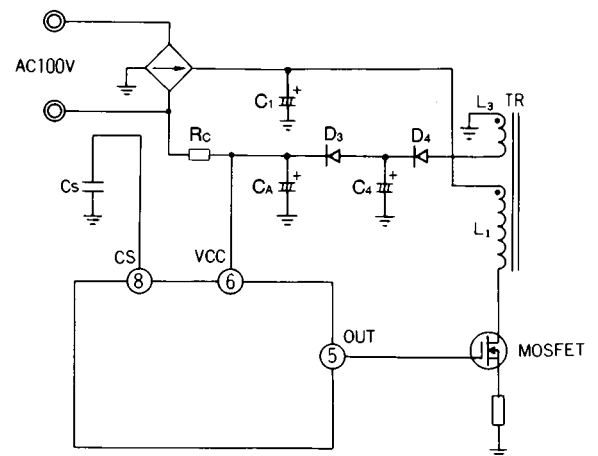 AC100V
C1
+
L3
TR
RC
D3
D4
CS
CA
+
C4
+
L1
CS
VCC
8
6
OUT
5
MOSFET